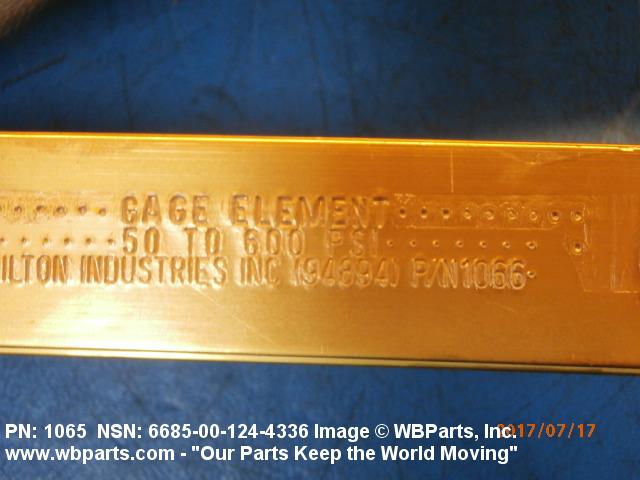 GAGE ELEMENT
50 TO 600 PSI
ILTON INDUSTRIES INC (94894) P/N1066
PN: 1065 NSN: 6685-00-124-4336 Image © WBParts, Inc. 2017/07/17
www.wbparts.com - "Our Parts Keep the World Moving"